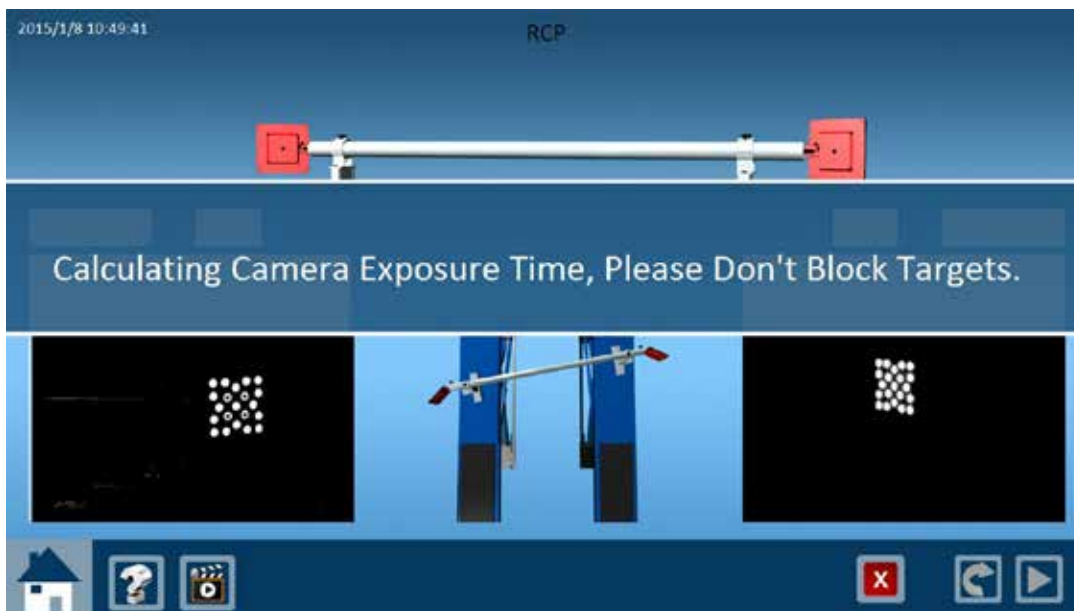 2015/1/8 10:49:41
RCP
Calculating Camera Exposure Time, Please Don't Block Targets.
X